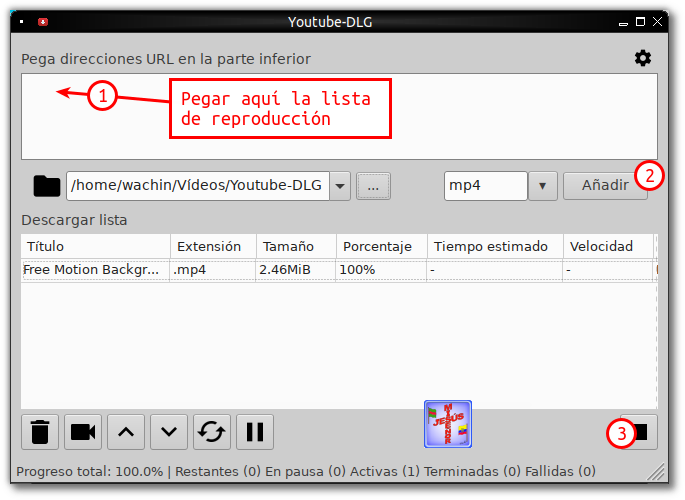 Youtube-DLG
Pega direcciones URL en la parte inferior
1
Pegar aquí la lista
de reproducción
/home/wachin/Vídeos/Youtube-DLG
...
mp4
Añadir
2
Descargar lista
Título Extensión Tamaño Porcentaje Tiempo estimado Velocidad
Free Motion Backgr... .mp4 2.46MiB 100% - -
JESÚS
3
Progreso total: 100.0% | Restantes (0) En pausa (0) Activas (1) Terminadas (0) Fallidas (0)